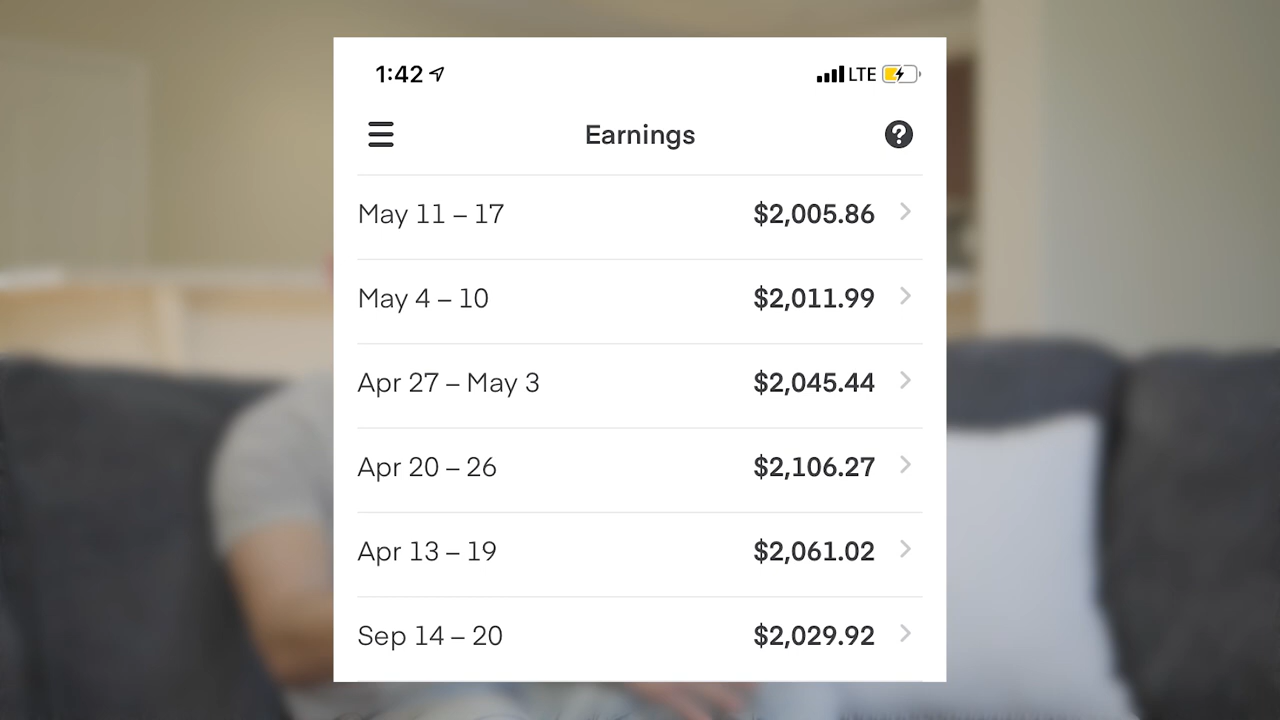 1:42 LTE
Earnings
May 11 – 17 $2,005.86
May 4 – 10 $2,011.99
Apr 27 – May 3 $2,045.44
Apr 20 – 26 $2,106.27
Apr 13 – 19 $2,061.02
Sep 14 – 20 $2,029.92